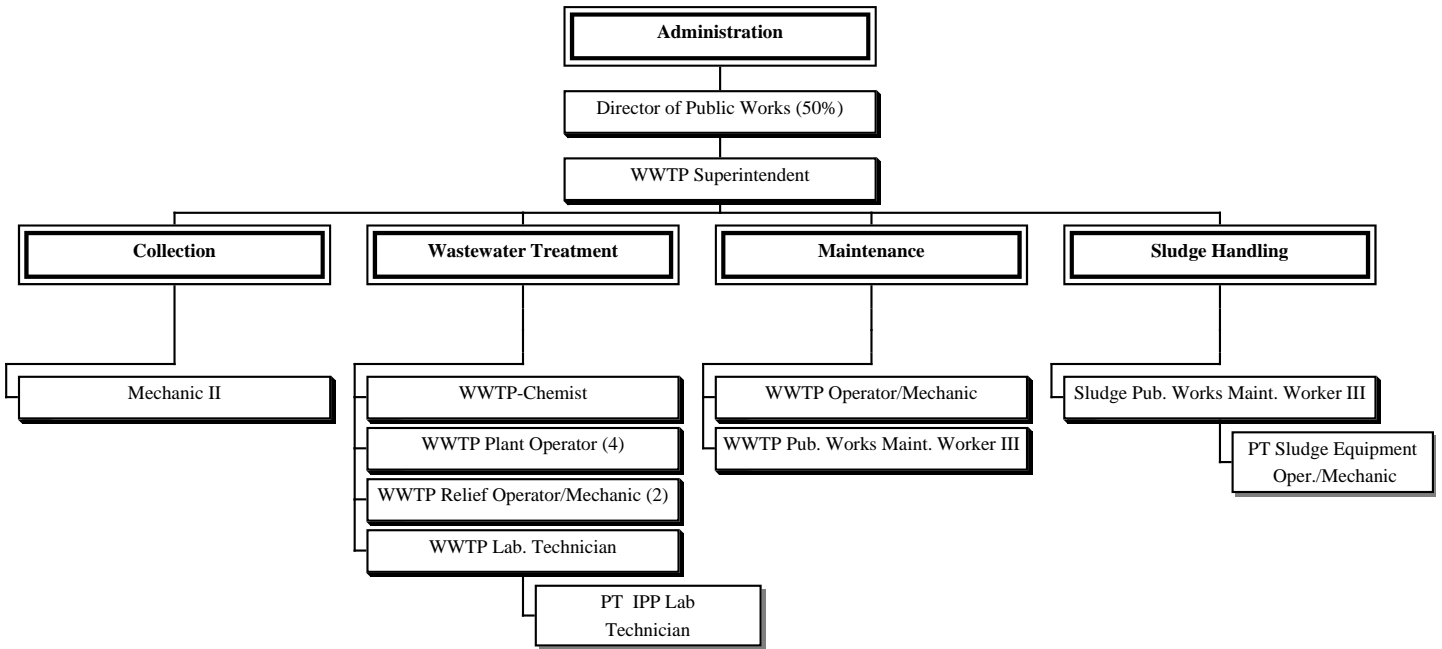 Administration
Director of Public Works (50%)
WWTP Superintendent
Collection
Wastewater Treatment
Maintenance
Sludge Handling
Mechanic II
WWTP-Chemist
WWTP Plant Operator (4)
WWTP Relief Operator/Mechanic (2)
WWTP Lab. Technician
PT IPP Lab
Technician
WWTP Operator/Mechanic
WWTP Pub. Works Maint. Worker III
Sludge Pub. Works Maint. Worker III
PT Sludge Equipment
Oper./Mechanic